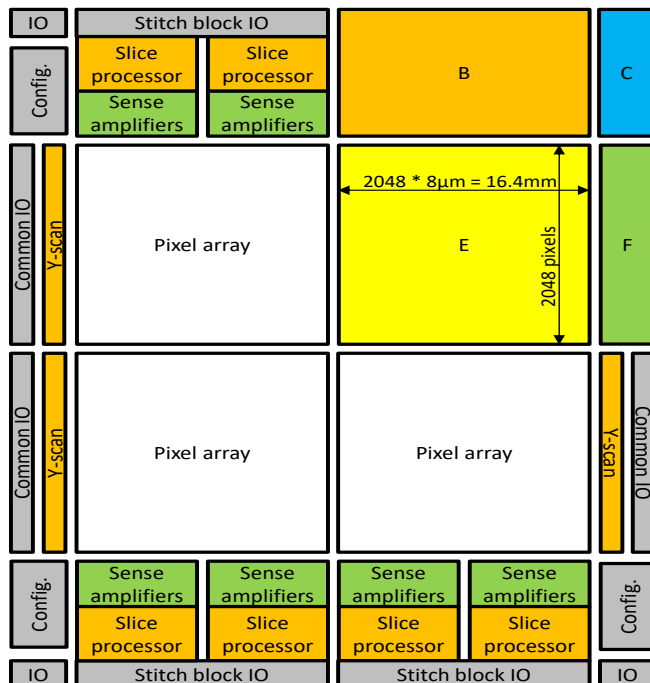 IO
Stitch block IO
Config.
Slice
processor
Slice
processor
Sense
amplifiers
Sense
amplifiers
B
C
Common IO
Y-scan
Pixel array
2048 * 8µm = 16.4mm
2048 pixels
E
F
Common IO
Y-scan
Pixel array
Pixel array
Y-scan
Common IO
Config.
Sense
amplifiers
Sense
amplifiers
Sense
amplifiers
Sense
amplifiers
Config.
Slice
processor
Slice
processor
Slice
processor
Slice
processor
IO
Stitch block IO
Stitch block IO
IO